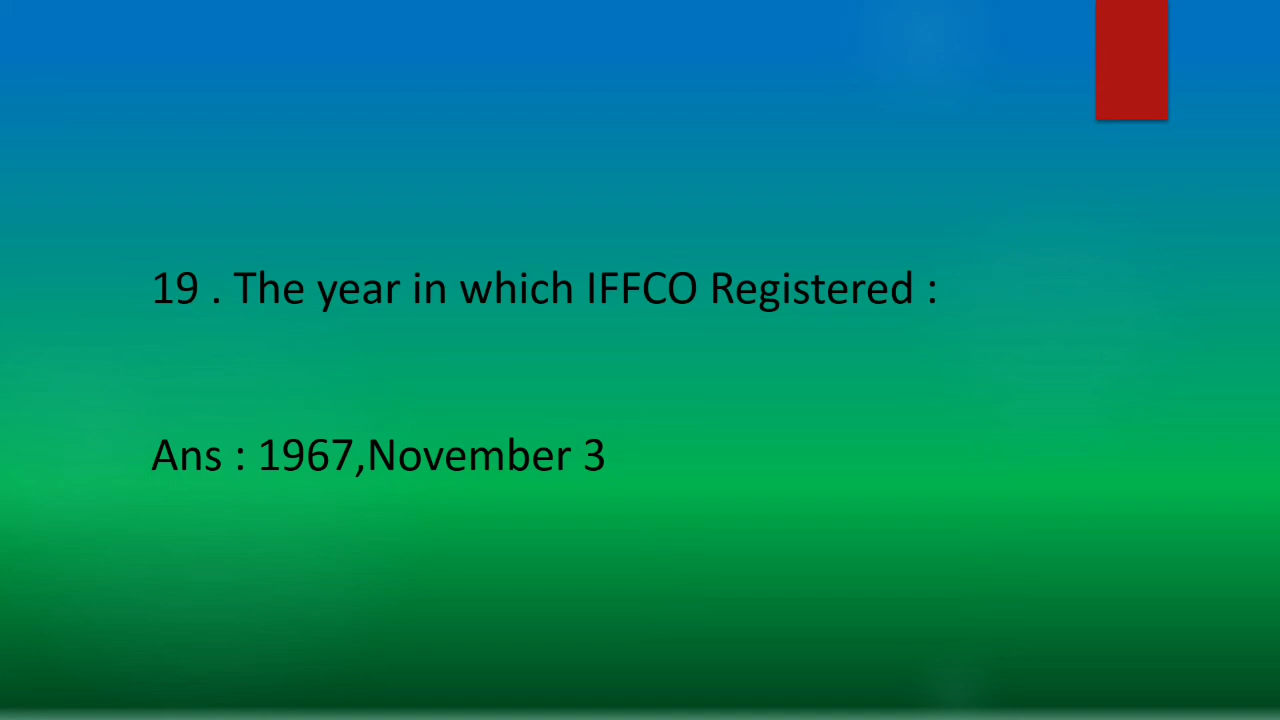 19 . The year in which IFFCO Registered :
Ans : 1967,November 3